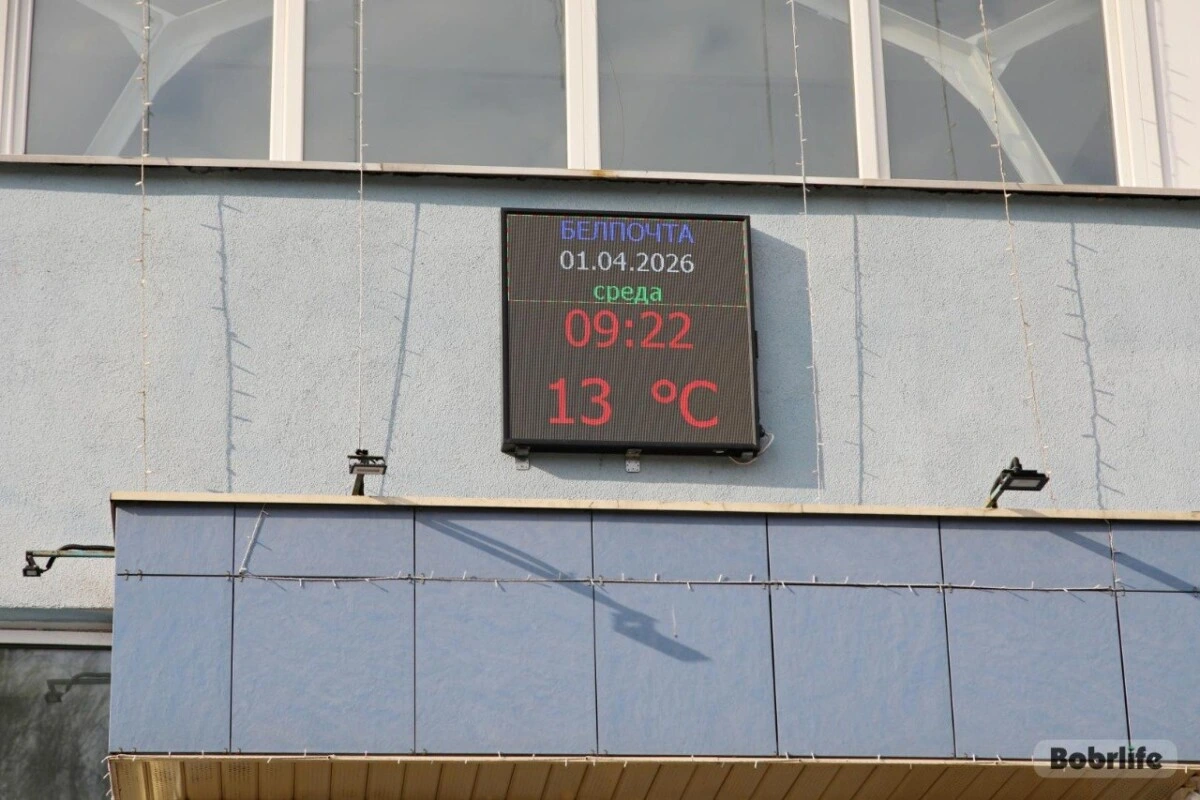 БЕЛПОЧТА
01.04.2026
среда
09:22
13 °C
Bobrlife